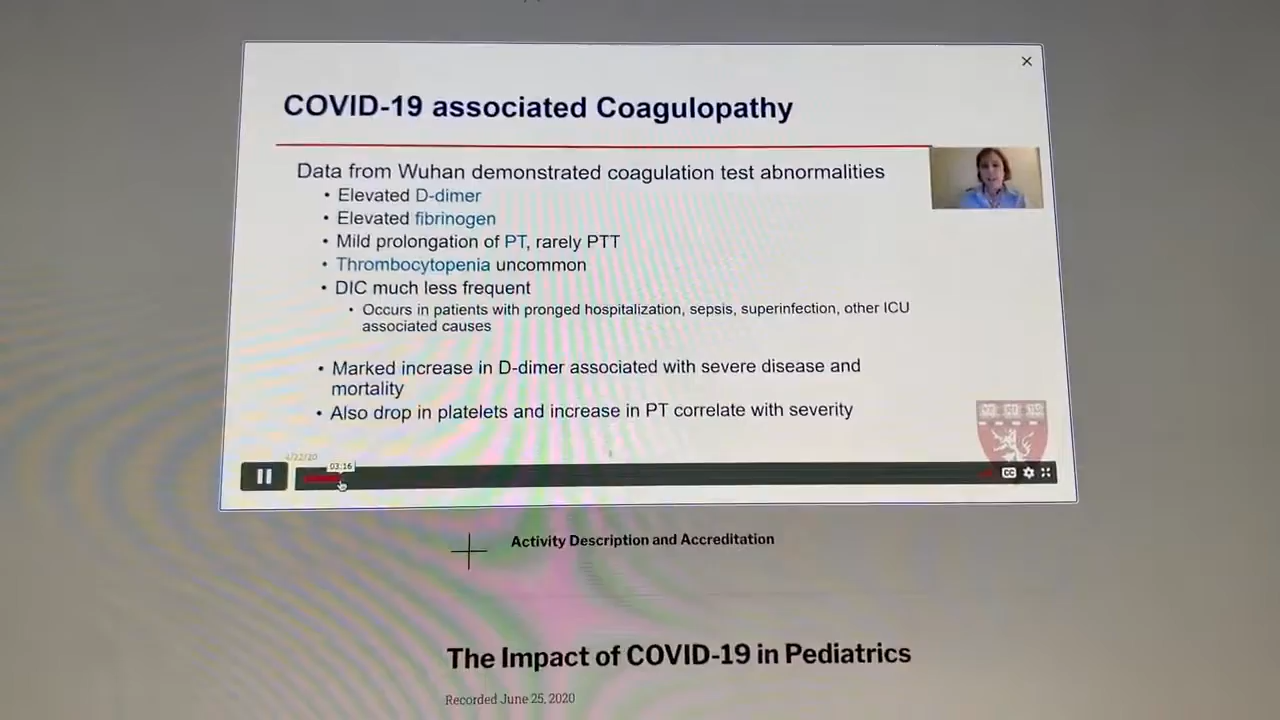 COVID-19 associated Coagulopathy
Data from Wuhan demonstrated coagulation test abnormalities
• Elevated D-dimer
• Elevated fibrinogen
• Mild prolongation of PT, rarely PTT
• Thrombocytopenia uncommon
• DIC much less frequent
• Occurs in patients with pronged hospitalization, sepsis, superinfection, other ICU
associated causes
• Marked increase in D-dimer associated with severe disease and
mortality
• Also drop in platelets and increase in PT correlate with severity
03:16
CC
Activity Description and Accreditation
The Impact of COVID-19 in Pediatrics
Recorded June 25, 2020